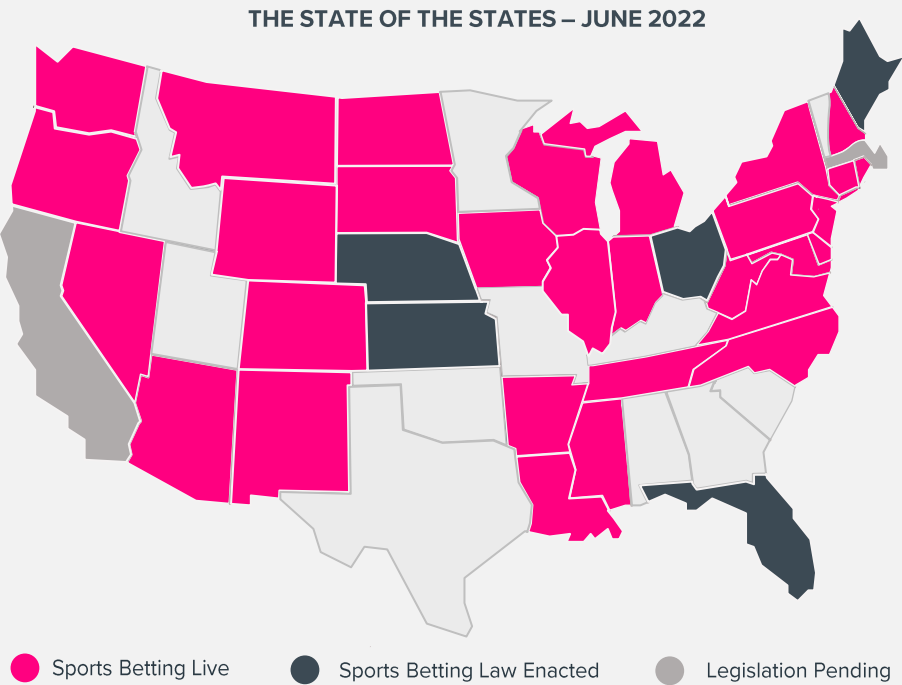 THE STATE OF THE STATES – JUNE 2022
Sports Betting Live
Sports Betting Law Enacted
Legislation Pending